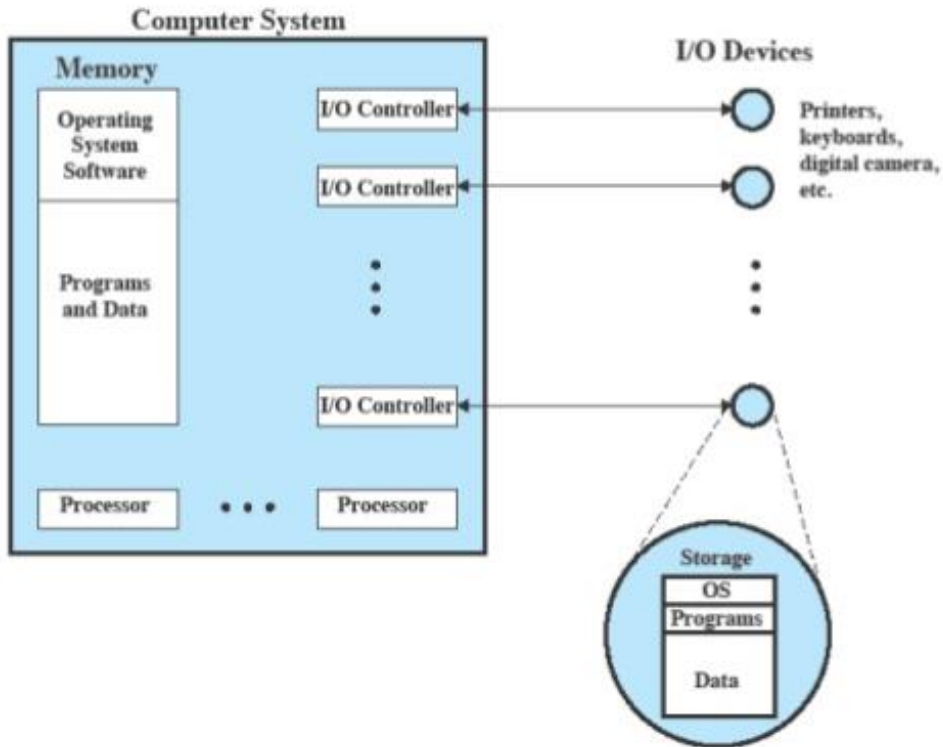 Computer System
Memory
Operating
System
Software
Programs
and Data
I/O Controller
I/O Controller
I/O Controller
Processor
Processor
I/O Devices
Printers,
keyboards,
digital camera,
etc.
Storage
OS
Programs
Data